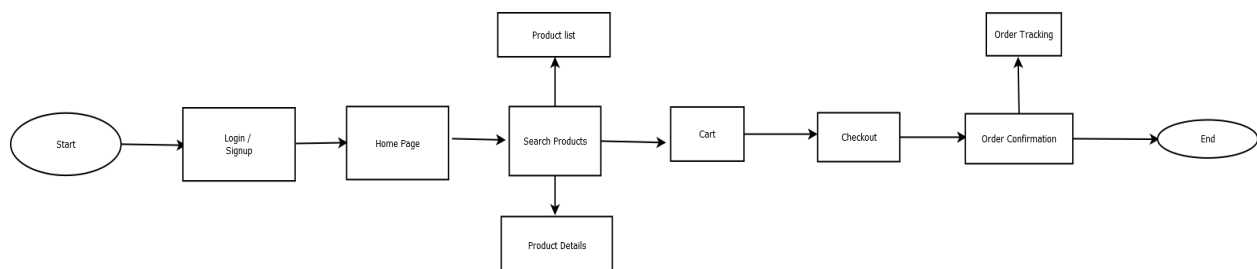 Product list
Order Tracking
Start
Login /
Signup
Home Page
Search Products
Cart
Checkout
Order Confirmation
End
Product Details